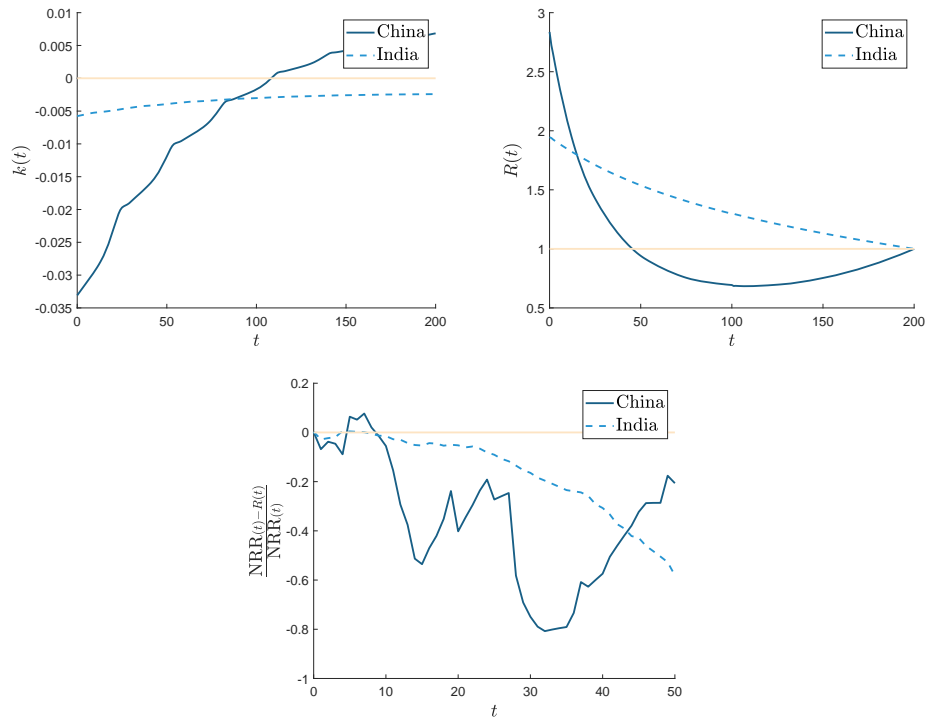 0.01
0.005
0
-0.005
-0.01
-0.015
-0.02
-0.025
-0.03
-0.035
k(t)
0 50 100 150 200
t
China
India
3
2.5
2
1.5
1
0.5
R(t)
0 50 100 150 200
t
China
India
0.2
0
-0.2
-0.4
-0.6
-0.8
-1
NRR(t)−R(t)
NRR(t)
0 10 20 30 40 50
t
China
India